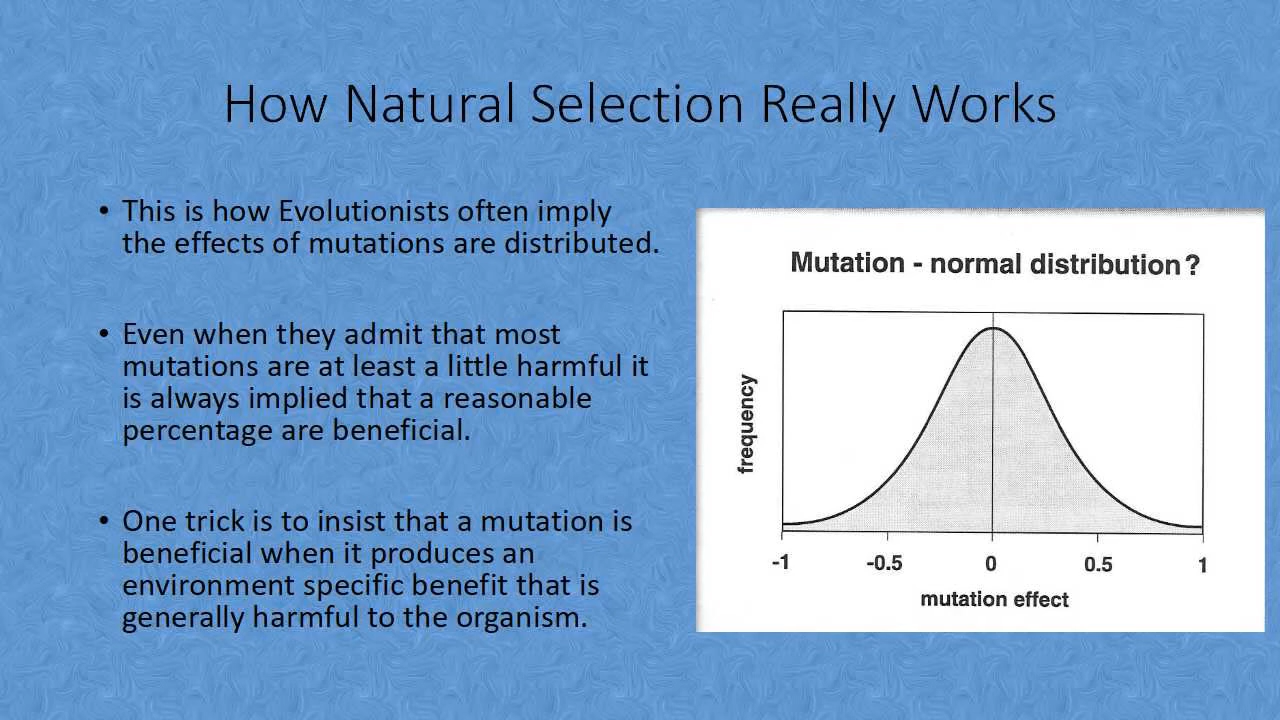 How Natural Selection Really Works
• This is how Evolutionists often imply
the effects of mutations are distributed.
• Even when they admit that most
mutations are at least a little harmful it
is always implied that a reasonable
percentage are beneficial.
• One trick is to insist that a mutation is
beneficial when it produces an
environment specific benefit that is
generally harmful to the organism.
Mutation - normal distribution?
frequency
-1 -0.5 0 0.5 1
mutation effect